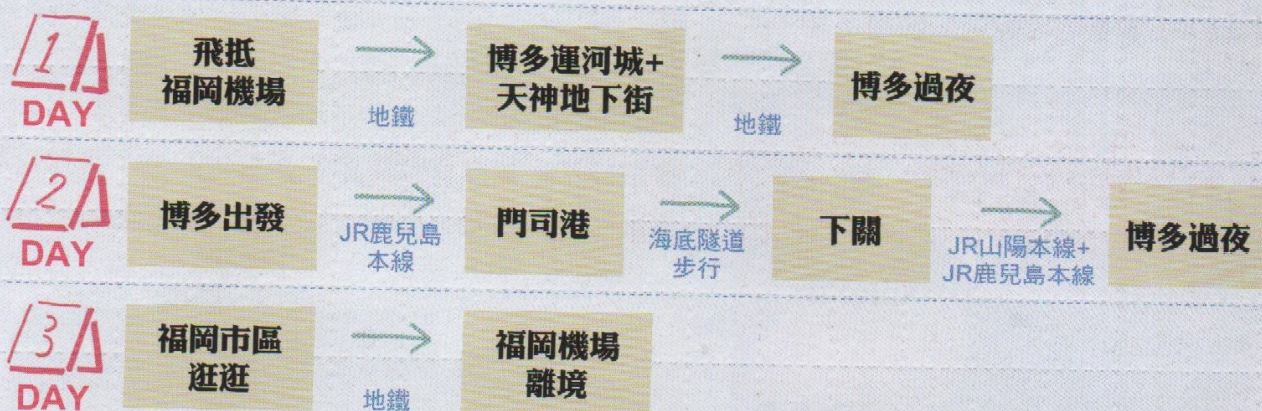 1
DAY
飛抵
福岡機場
地鐵
博多運河城+
天神地下街
地鐵
博多過夜
2
DAY
博多出發
JR鹿兒島
本線
門司港
海底隧道
步行
下關
JR山陽本線+
JR鹿兒島本線
博多過夜
3
DAY
福岡市區
逛逛
地鐵
福岡機場
離境